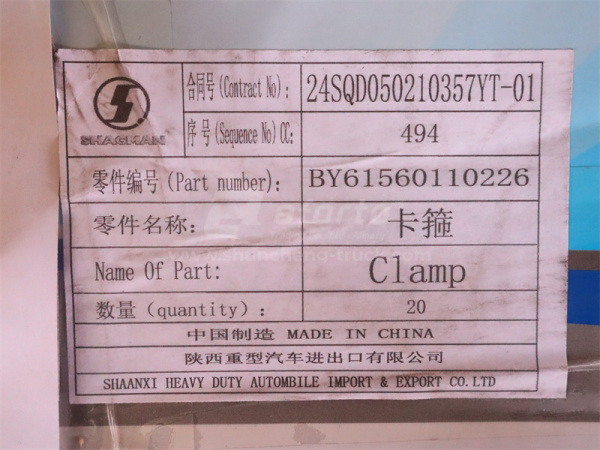 SHACMAN
合同号(Contract No):
24SQD050210357YT-01
序号(Sequence No)CC:
494
零件编号(Part number):
BY61560110226
零件名称:
卡箍
Name Of Part:
Clamp
数量(quantity):
20
中国制造 MADE IN CHINA
陕西重型汽车进出口有限公司
SHAANXI HEAVY DUTY AUTOMBILE IMPORT & EXPORT CO.LTD